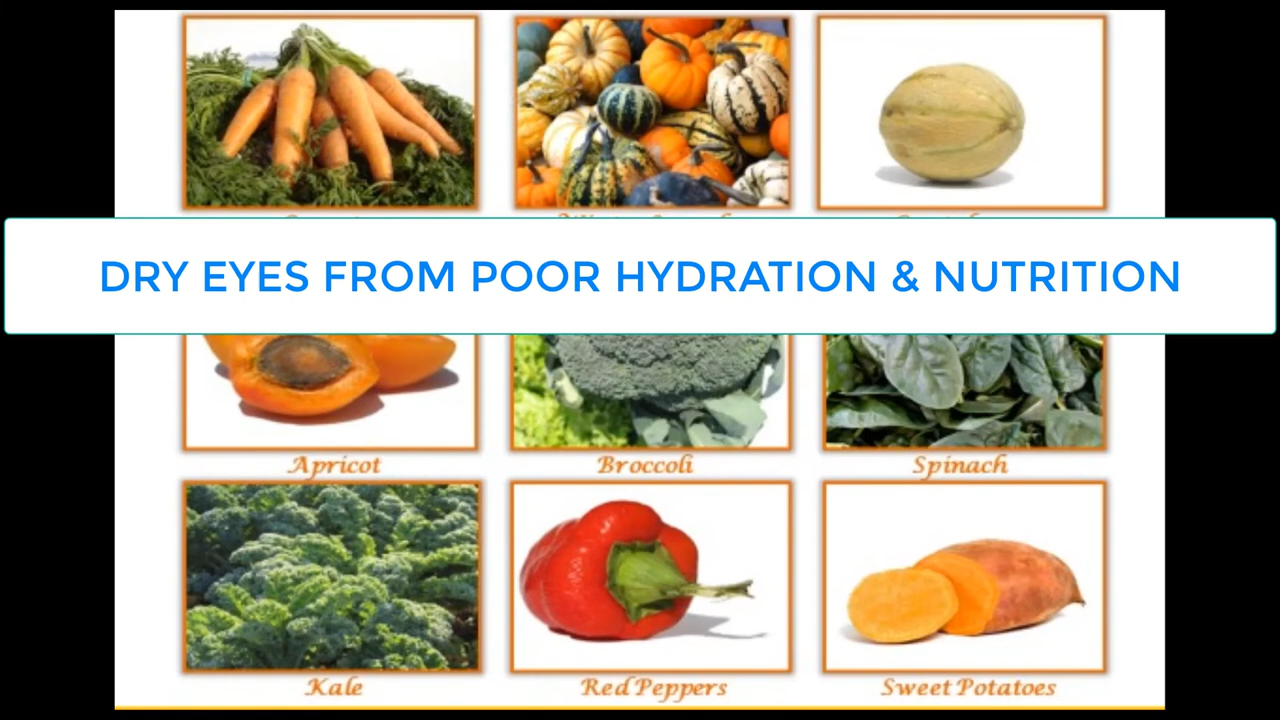 DRY EYES FROM POOR HYDRATION & NUTRITION
Apricot Broccoli Spinach
Kale Red Peppers Sweet Potatoes